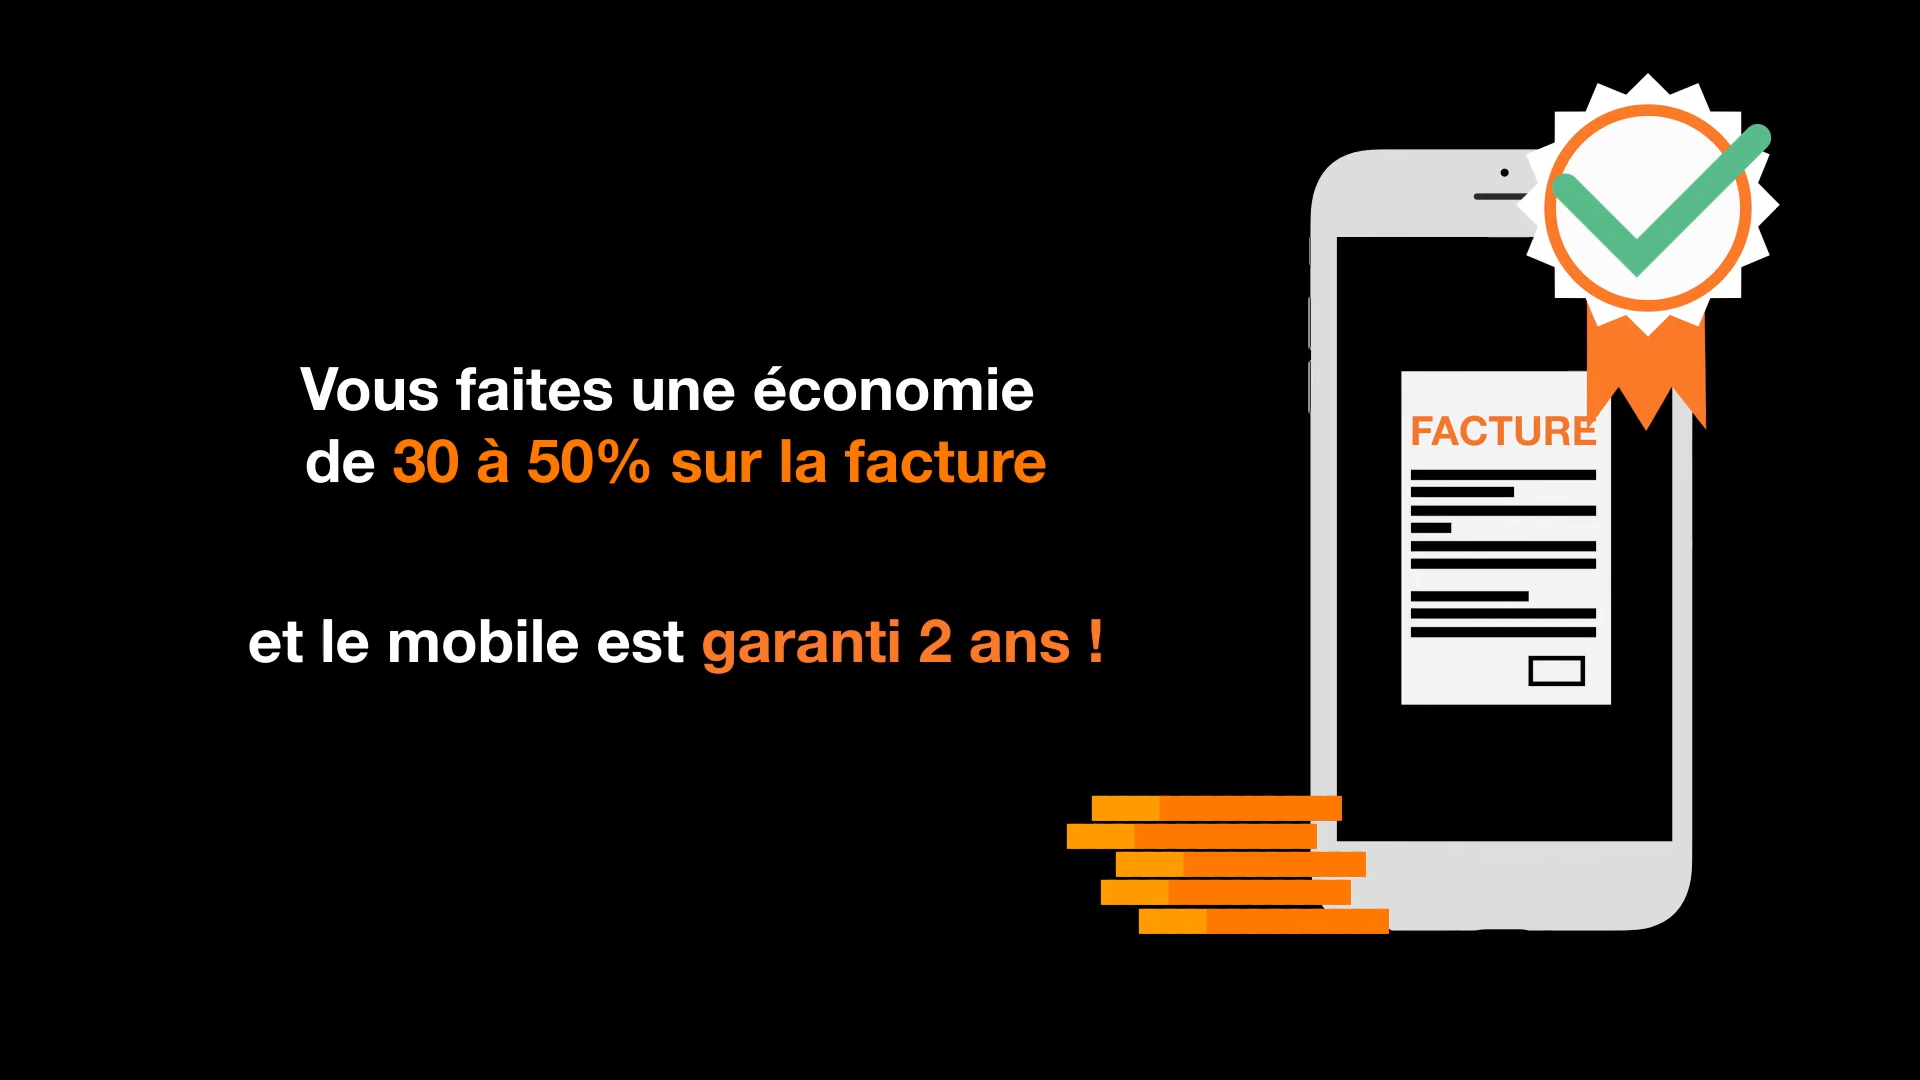 Vous faites une économie
de 30 à 50% sur la facture
et le mobile est garanti 2 ans !
FACTURE